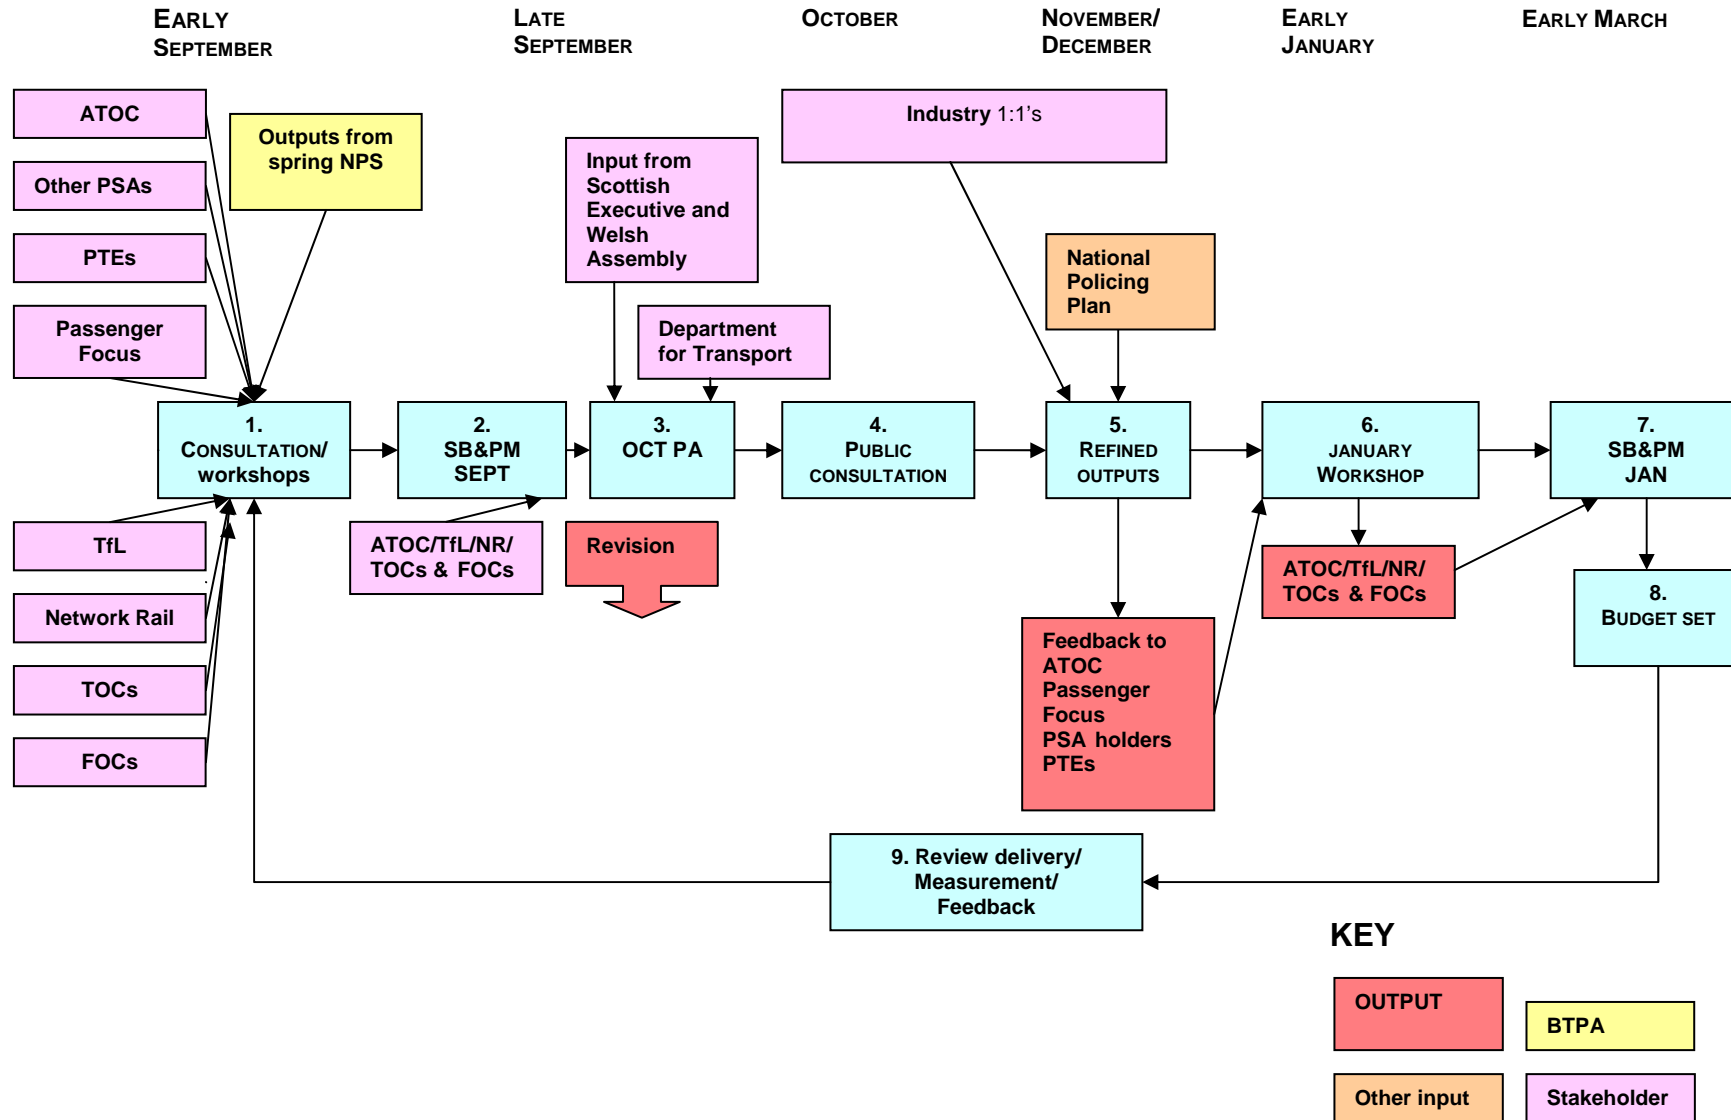 EARLY
SEPTEMBER
LATE
SEPTEMBER
OCTOBER
NOVEMBER/
DECEMBER
EARLY
JANUARY
EARLY MARCH
ATOC
Other PSAs
PTEs
Passenger
Focus
Outputs from
spring NPS
Input from
Scottish
Executive and
Welsh
Assembly
Department
for Transport
Industry 1:1's
National
Policing
Plan
1.
CONSULTATION/
workshops
2.
SB&PM
SEPT
3.
OCT PA
4.
PUBLIC
CONSULTATION
5.
REFINED
OUTPUTS
6.
JANUARY
WORKSHOP
7.
SB&PM
JAN
TfL
Network Rail
TOCs
FOCs
ATOC/TfL/NR/
TOCs & FOCs
Revision
Feedback to
ATOC
Passenger
Focus
PSA holders
PTEs
ATOC/TfL/NR/
TOCs & FOCs
8.
BUDGET SET
9. Review delivery/
Measurement/
Feedback
KEY
OUTPUT
BTPA
Other input
Stakeholder